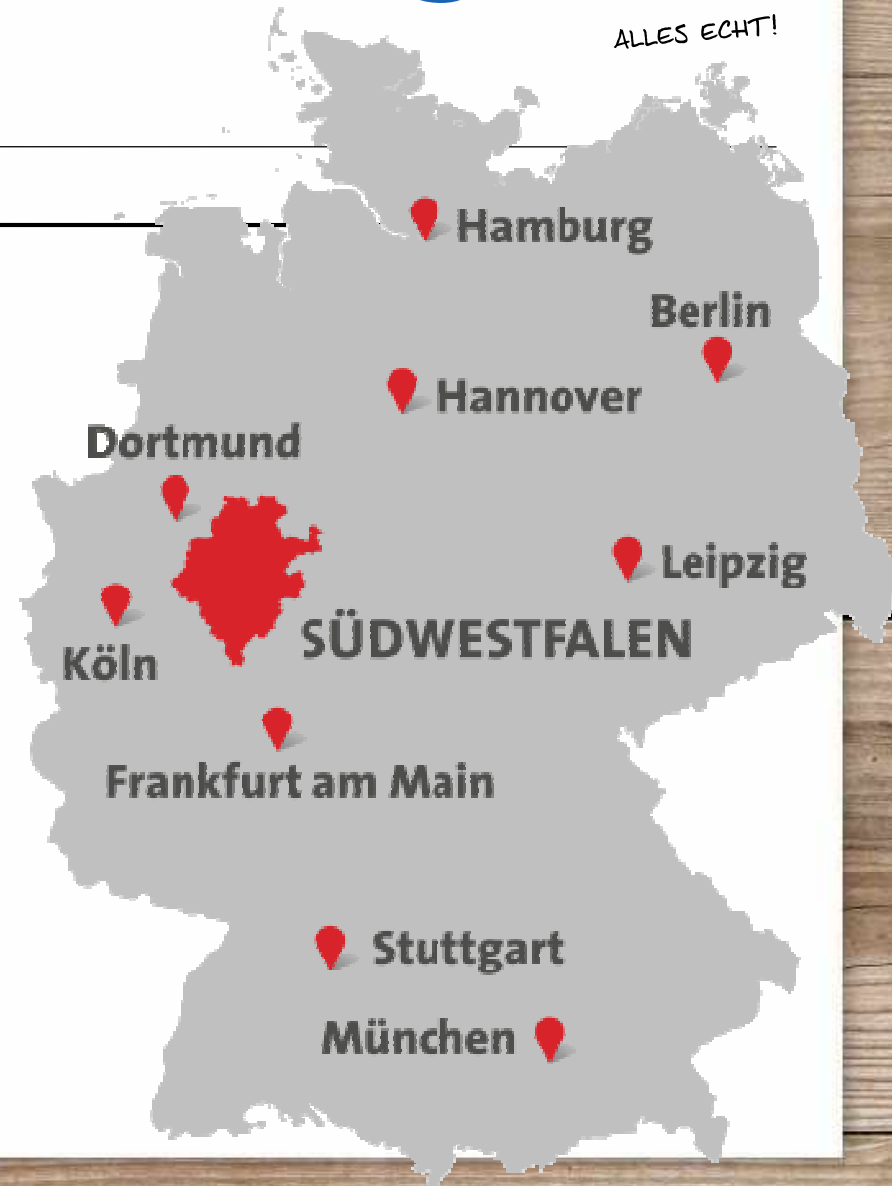 ALLES ECHT!
Hamburg
Berlin
Hannover
Dortmund
Leipzig
SÜDWESTFALEN
Köln
Frankfurt am Main
Stuttgart
München